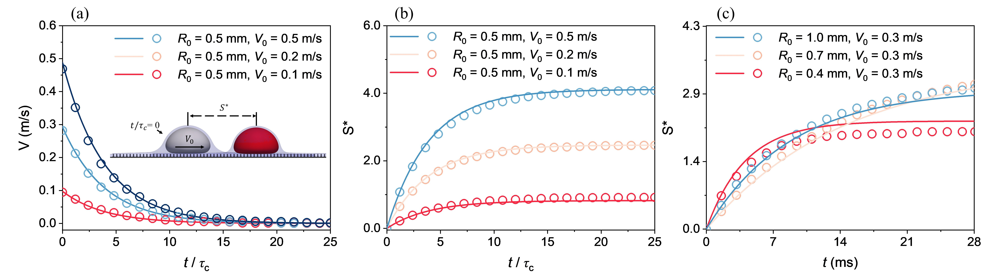 (a)
0.6
0.5
0.4
0.3
0.2
0.1
0.0
V (m/s)
R0 = 0.5 mm, V0 = 0.5 m/s
R0 = 0.5 mm, V0 = 0.2 m/s
R0 = 0.5 mm, V0 = 0.1 m/s
S*
t/τc= 0
V0
0 5 10 15 20 25
t / τc
(b)
6.0
4.0
2.0
0.0
S*
R0 = 0.5 mm, V0 = 0.5 m/s
R0 = 0.5 mm, V0 = 0.2 m/s
R0 = 0.5 mm, V0 = 0.1 m/s
0 5 10 15 20 25
t / τc
(c)
4.3
2.9
1.4
0.0
S*
R0 = 1.0 mm, V0 = 0.3 m/s
R0 = 0.7 mm, V0 = 0.3 m/s
R0 = 0.4 mm, V0 = 0.3 m/s
0 7 14 21 28
t (ms)